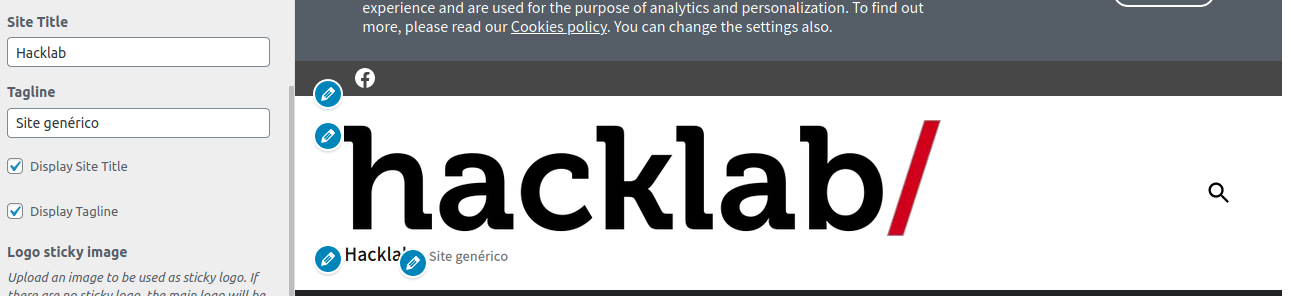 Site Title
Hacklab
Tagline
Site genérico
Display Site Title
Display Tagline
Logo sticky image
Upload an image to be used as sticky logo. If
there are no sticky logo, the main logo will be
experience and are used for the purpose of analytics and personalization. To find out
more, please read our Cookies policy. You can change the settings also.
hacklab/
Hacklab
Site genérico